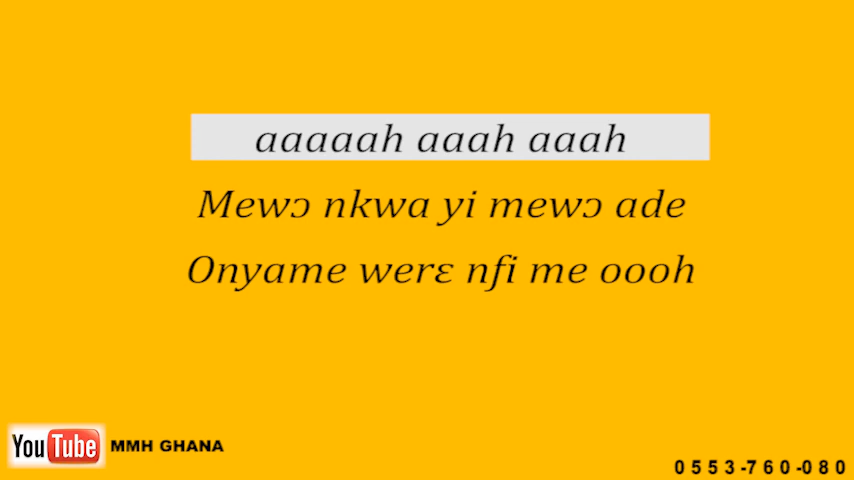 aaaaah aaah aaah
Mewɔ nkwa yi mewɔ ade
Onyame werɛ nfi me oooh
YouTube MMH GHANA
0553-760-080